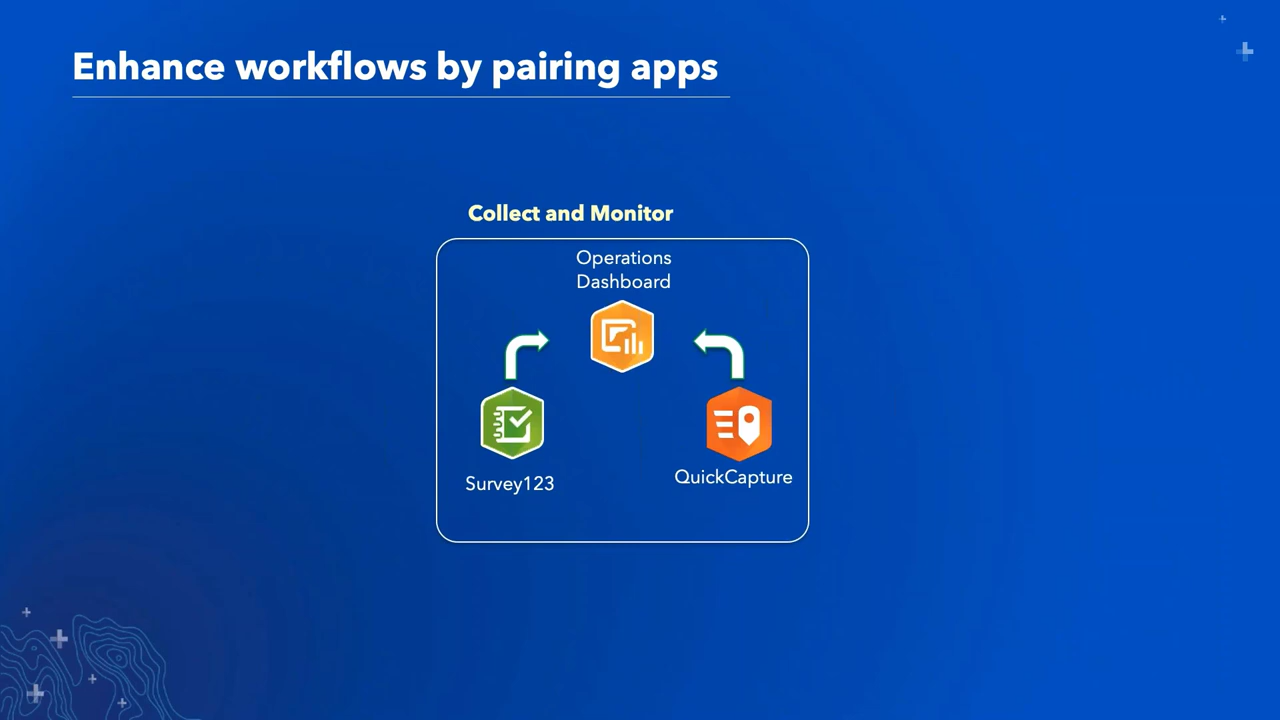 Enhance workflows by pairing apps
Collect and Monitor
Operations
Dashboard
Survey123
QuickCapture